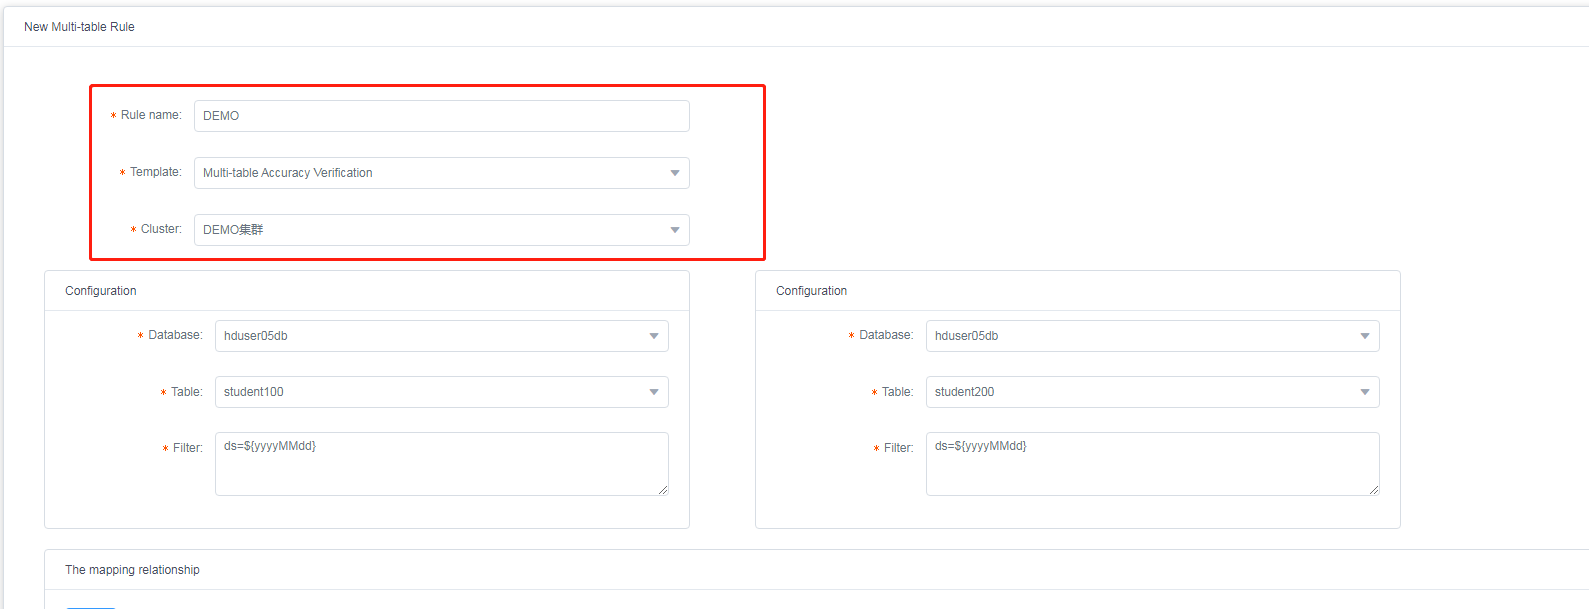 New Multi-table Rule
* Rule name: DEMO
* Template: Multi-table Accuracy Verification
* Cluster: DEMO集群
Configuration
* Database: hduser05db
* Table: student100
* Filter: ds=${yyyyMMdd}
Configuration
* Database: hduser05db
* Table: student200
* Filter: ds=${yyyyMMdd}
The mapping relationship